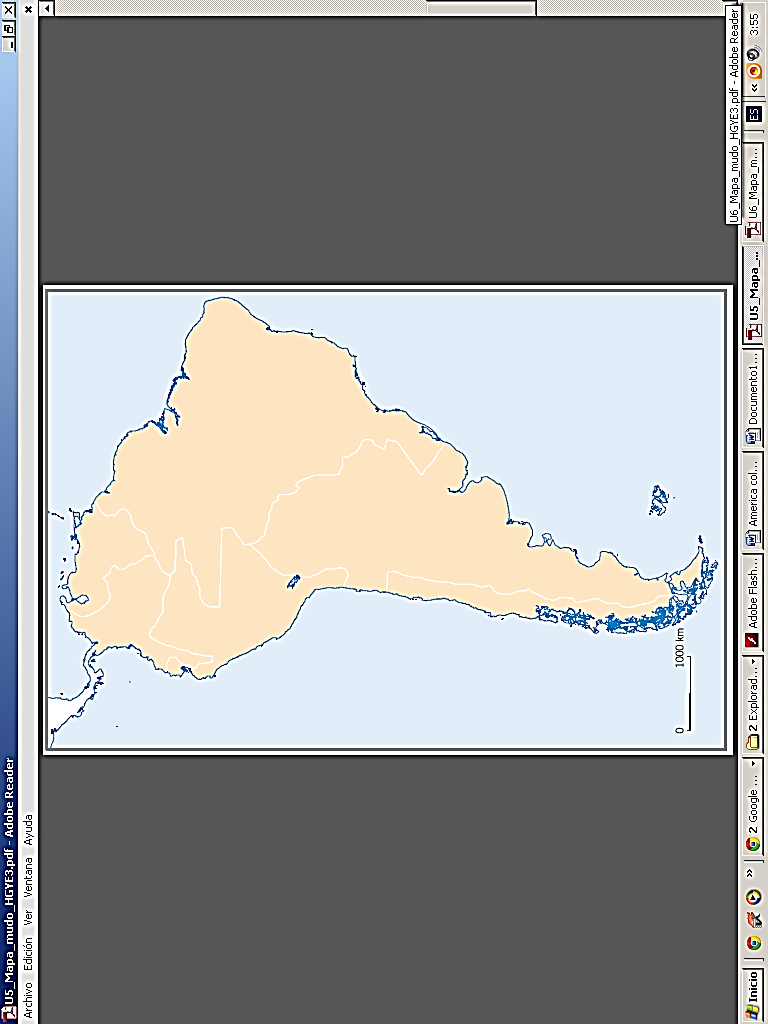 U5_Mapa_mudo_HGYE3.pdf - Adobe Reader
Archivo Edición Ver Ventana Ayuda
0 1000 km
U6_Mapa_mudo_HGYE3.pdf - Adobe Reader
Inicio » 2 Google ... 2 Explorad... Adobe Flash... America col... Documento1... U5_Mapa_... U6_Mapa_m... ES « 3:55